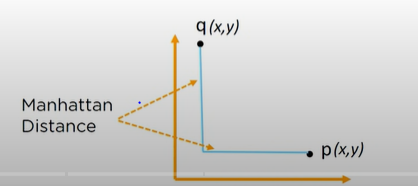 q(x,y)
Manhattan
Distance
p(x,y)